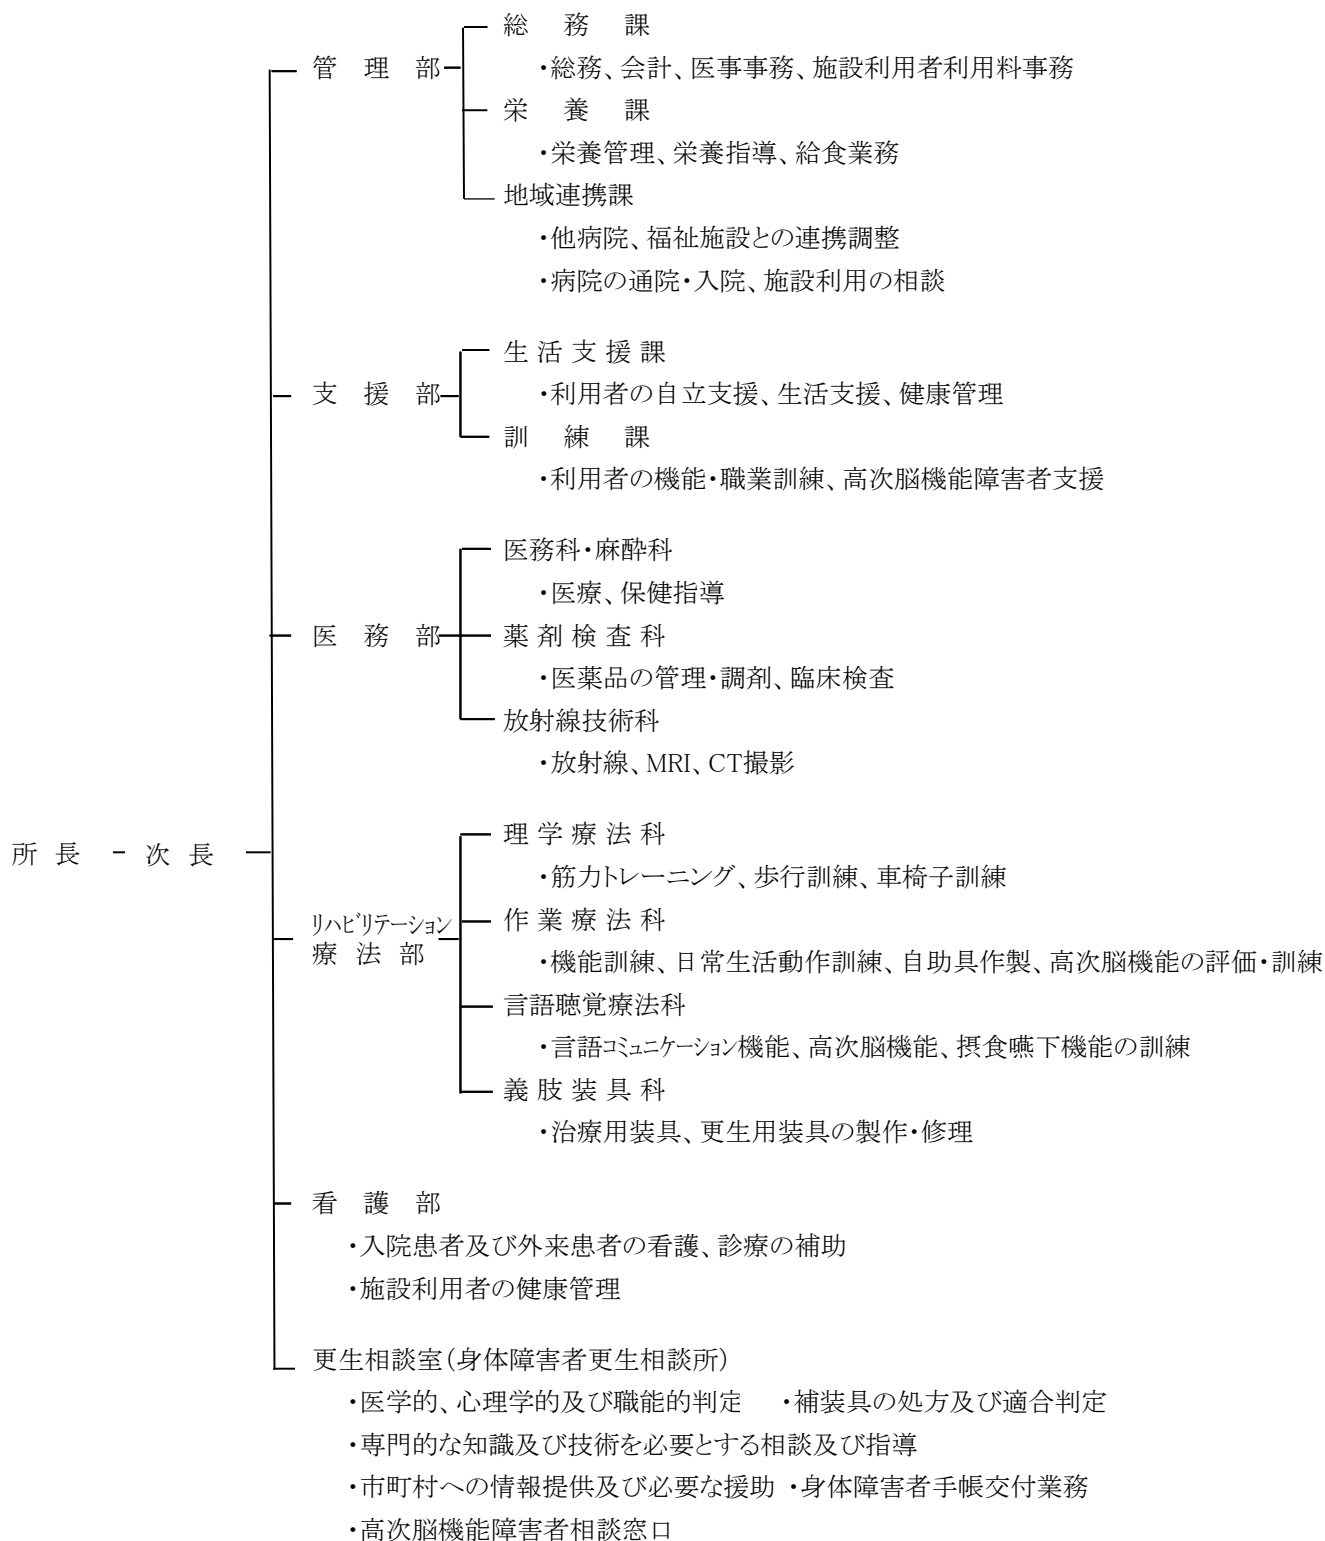 総務課
管理部
・総務、会計、医事事務、施設利用者利用料事務
栄養課
・栄養管理、栄養指導、給食業務
地域連携課
・他病院、福祉施設との連携調整
・病院の通院・入院、施設利用の相談
生活支援課
支援部
・利用者の自立支援、生活支援、健康管理
訓練課
・利用者の機能・職業訓練、高次脳機能障害者支援
医務科・麻酔科
・医療、保健指導
医務部
薬剤検査科
・医薬品の管理・調剤、臨床検査
放射線技術科
・放射線、MRI、CT撮影
所長 - 次長
理学療法科
・筋力トレーニング、歩行訓練、車椅子訓練
リハビリテーション
療法部
作業療法科
・機能訓練、日常生活動作訓練、自助具作製、高次脳機能の評価・訓練
言語聴覚療法科
・言語コミュニケーション機能、高次脳機能、摂食嚥下機能の訓練
義肢装具科
・治療用装具、更生用装具の製作・修理
看護部
・入院患者及び外来患者の看護、診療の補助
・施設利用者の健康管理
更生相談室(身体障害者更生相談所)
・医学的、心理学的及び職能的判定 ・補装具の処方及び適合判定
・専門的な知識及び技術を必要とする相談及び指導
・市町村への情報提供及び必要な援助 ・身体障害者手帳交付業務
・高次脳機能障害者相談窓口